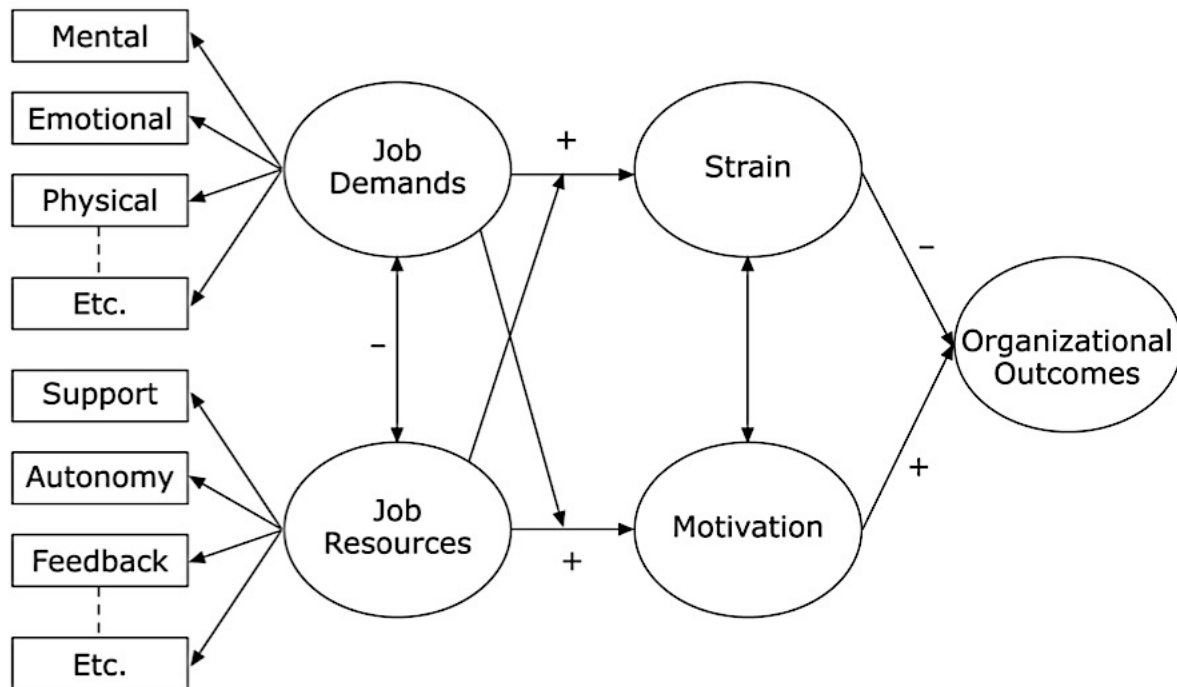 Mental
Emotional
Physical
Etc.
Support
Autonomy
Feedback
Etc.
Job
Demands
–
Job
Resources
+
+
Strain
Motivation
–
+
Organizational
Outcomes